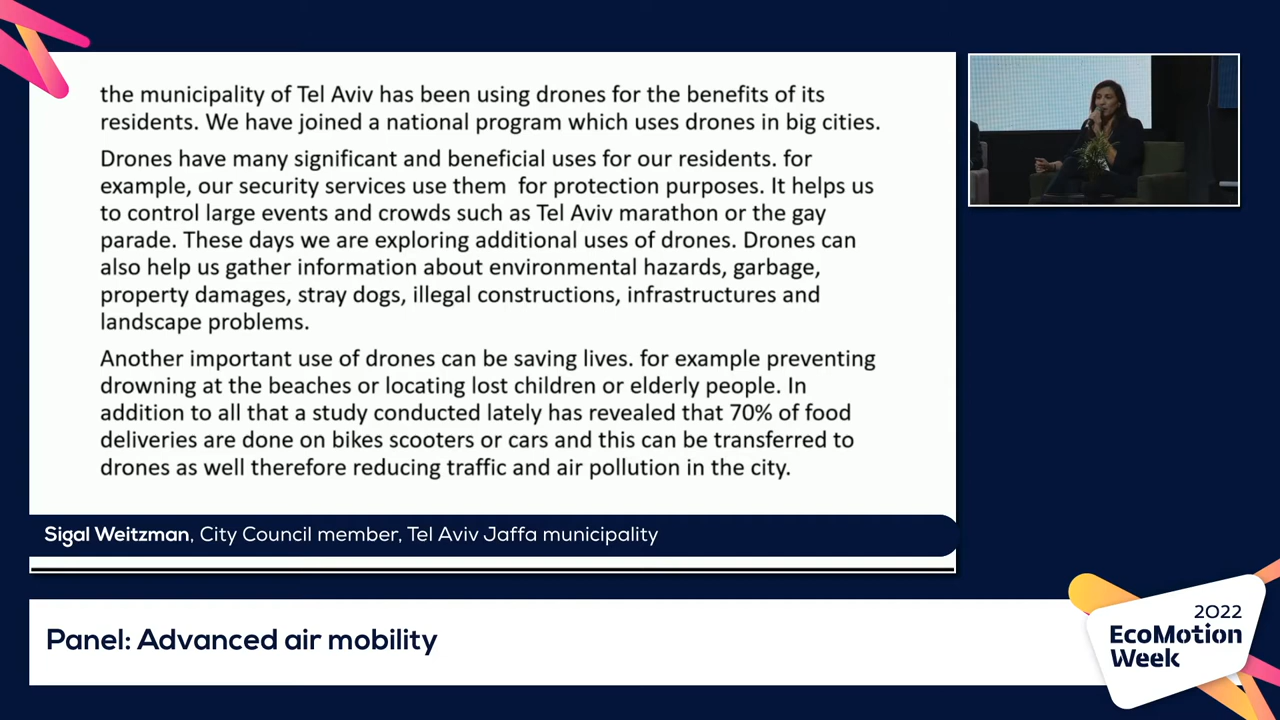 the municipality of Tel Aviv has been using drones for the benefits of its
residents. We have joined a national program which uses drones in big cities.
Drones have many significant and beneficial uses for our residents. for
example, our security services use them  for protection purposes. It helps us
to control large events and crowds such as Tel Aviv marathon or the gay
parade. These days we are exploring additional uses of drones. Drones can
also help us gather information about environmental hazards, garbage,
property damages, stray dogs, illegal constructions, infrastructures and
landscape problems.
Another important use of drones can be saving lives. for example preventing
drowning at the beaches or locating lost children or elderly people. In
addition to all that a study conducted lately has revealed that 70% of food
deliveries are done on bikes scooters or cars and this can be transferred to
drones as well therefore reducing traffic and air pollution in the city.
Sigal Weitzman, City Council member, Tel Aviv Jaffa municipality
Panel: Advanced air mobility
2022
EcoMotion
Week